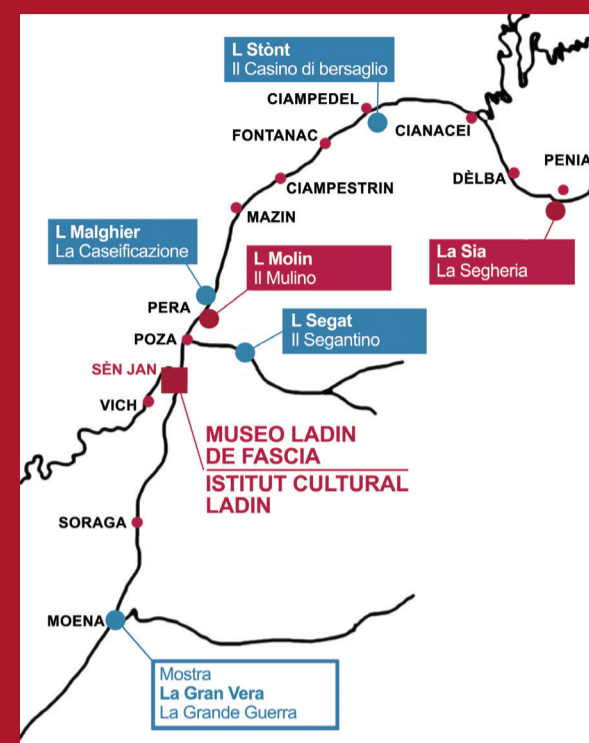 L Stònt
Il Casino di bersaglio
CIAMPEDEL
CIANACEI
FONTANAC
PENIA
DÈLBA
CIAMPESTRIN
MAZIN
L Malghier
La Caseificazione
L Molin
Il Mulino
La Sia
La Segheria
PERA
L Segat
Il Segantino
POZA
SÈN JAN
VICH
MUSEO LADIN
DE FASCIA
ISTITUT CULTURAL
LADIN
SORAGA
MOENA
Mostra
La Gran Vera
La Grande Guerra